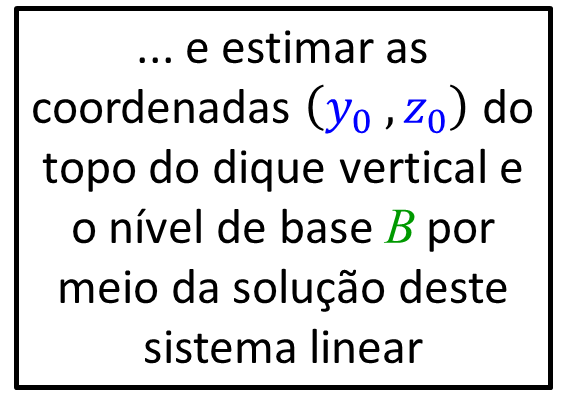 ... e estimar as
coordenadas (y₀ , z₀) do
topo do dique vertical e
o nível de base B por
meio da solução deste
sistema linear